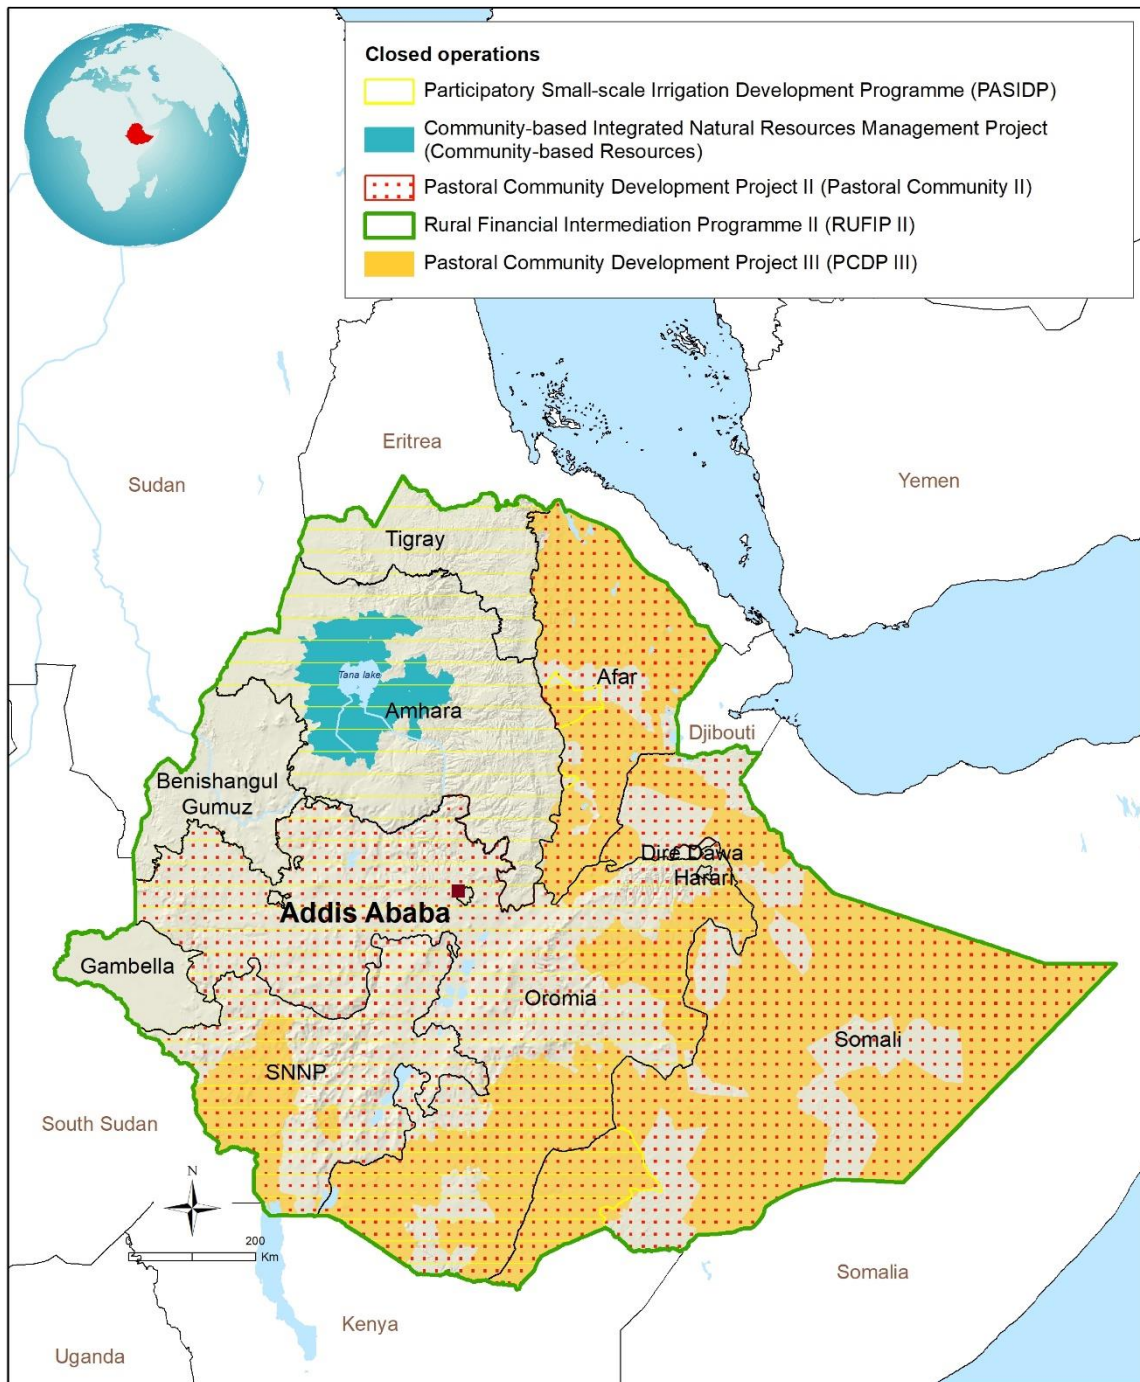 Closed operations
Participatory Small-scale Irrigation Development Programme (PASIDP)
Community-based Integrated Natural Resources Management Project
(Community-based Resources)
Pastoral Community Development Project II (Pastoral Community II)
Rural Financial Intermediation Programme II (RUFIP II)
Pastoral Community Development Project III (PCDP III)
Eritrea
Sudan
Yemen
Tigray
Tana lake
Afar
Amhara
Djibouti
Benishangul
Gumuz
Dire Dawa
Harari
Addis Ababa
Gambella
Oromia
Somali
SNNP
South Sudan
N
0 200
Km
Somalia
Kenya
Uganda